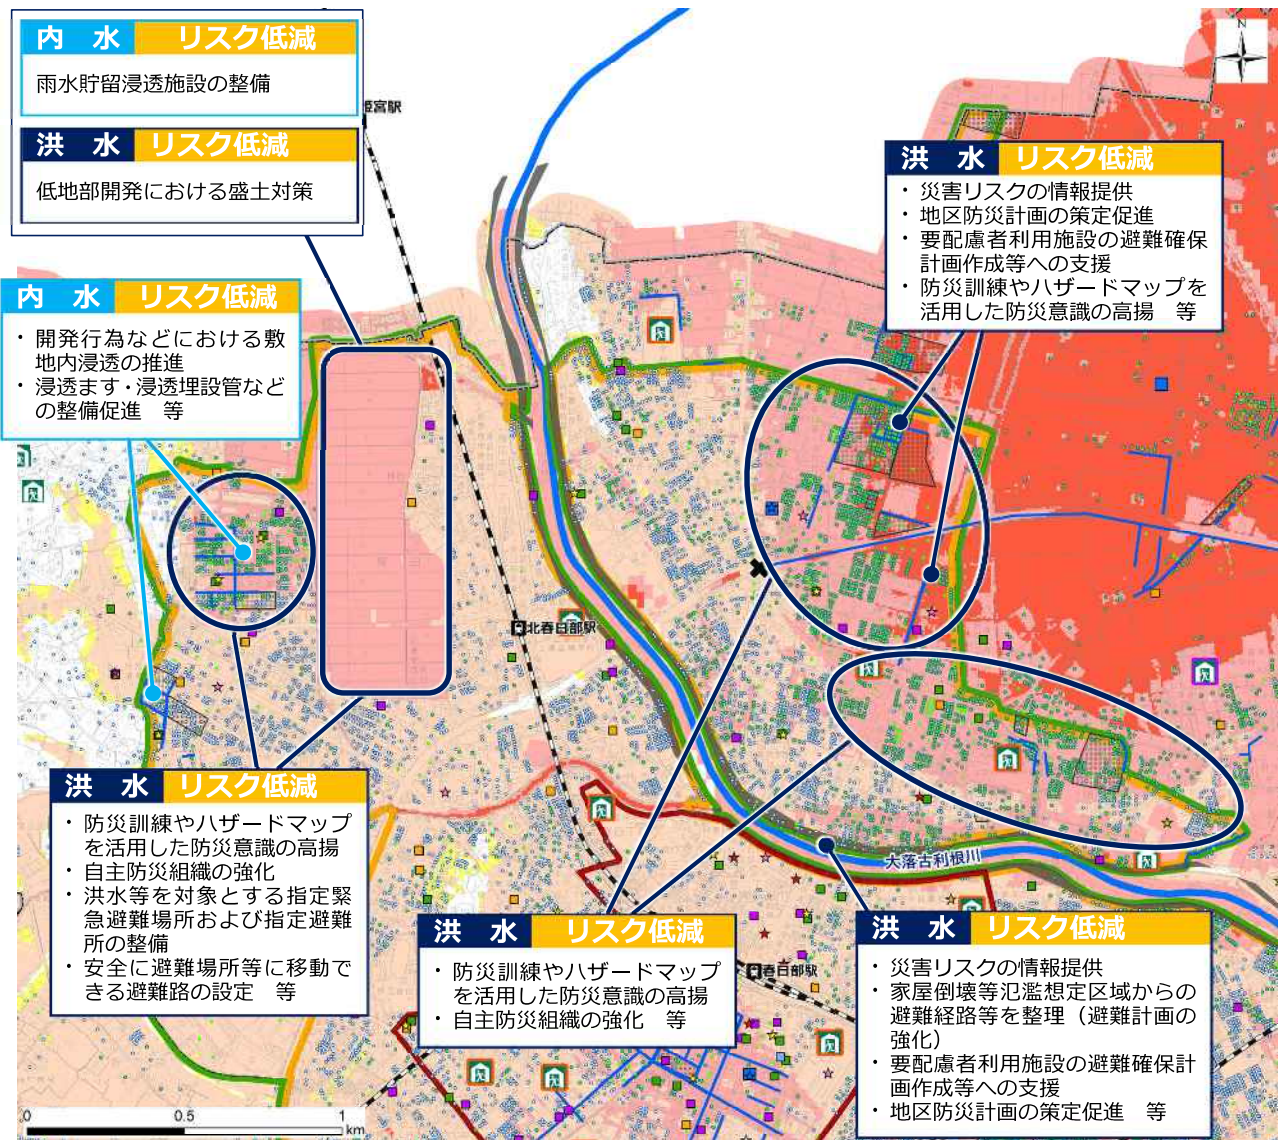 内 水 リスク低減
雨水貯留浸透施設の整備
洪 水 リスク低減
低地部開発における盛土対策
姫宮駅
N
洪 水 リスク低減
・ 災害リスクの情報提供
・ 地区防災計画の策定促進
・ 要配慮者利用施設の避難確保
計画作成等への支援
・ 防災訓練やハザードマップを
活用した防災意識の高揚 等
内 水 リスク低減
・ 開発行為などにおける敷
地内浸透の推進
・ 浸透ます・浸透埋設管など
の整備促進 等
北春日部駅
洪 水 リスク低減
・ 防災訓練やハザードマップ
を活用した防災意識の高揚
・ 自主防災組織の強化
・ 洪水等を対象とする指定緊
急避難場所および指定避難
所の整備
・ 安全に避難場所等に移動で
きる避難路の設定 等
大落古利根川
洪 水 リスク低減
・ 防災訓練やハザードマップ
を活用した防災意識の高揚
・ 自主防災組織の強化 等
春日部駅
洪 水 リスク低減
・ 災害リスクの情報提供
・ 家屋倒壊等氾濫想定区域からの
避難経路等を整理（避難計画の
強化）
・ 要配慮者利用施設の避難確保計
画作成等への支援
・ 地区防災計画の策定促進 等
0 0.5 1
km